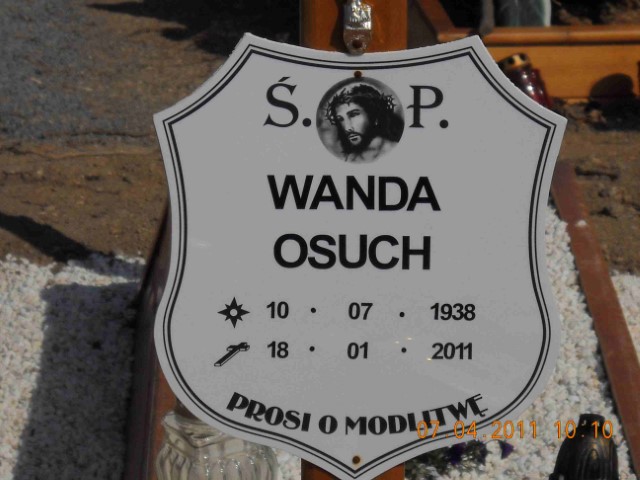 Ś. P.
WANDA
OSUCH
10 · 07 · 1938
18 · 01 · 2011
PROSI O MODLITWĘ
07.04.2011 10:10